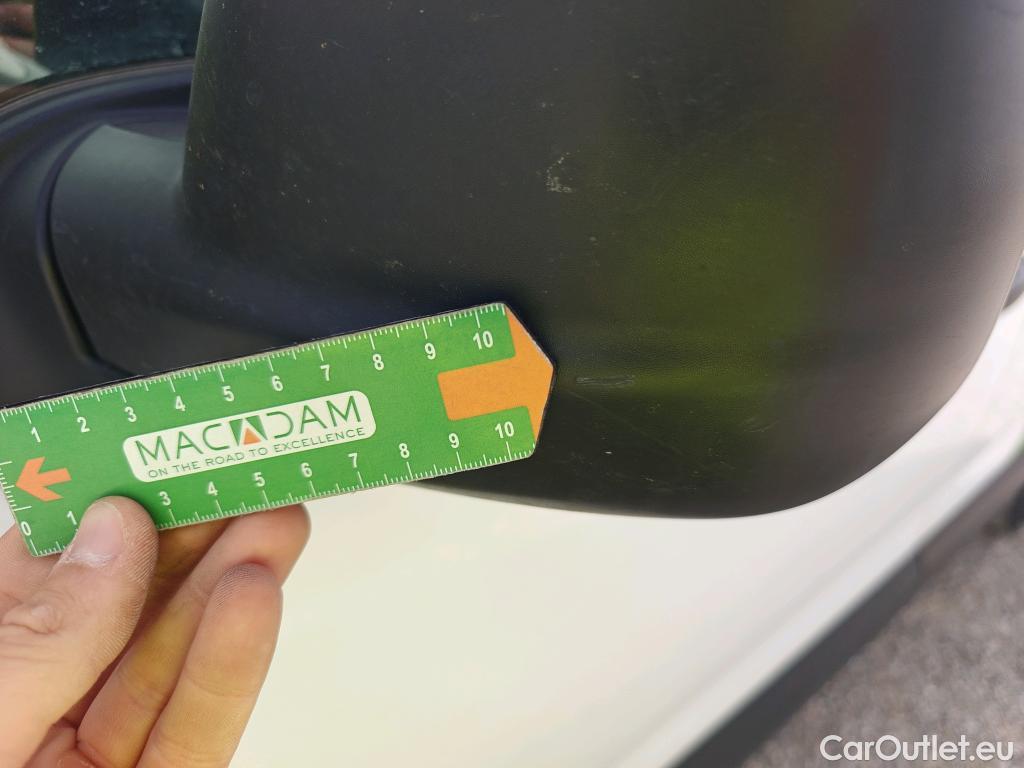 1 2 3 4 5 6 7 8 9 10
MACADAM
ON THE ROAD TO EXCELLENCE
0 1 3 4 5 6 7 8 9 10
CarOutlet.eu